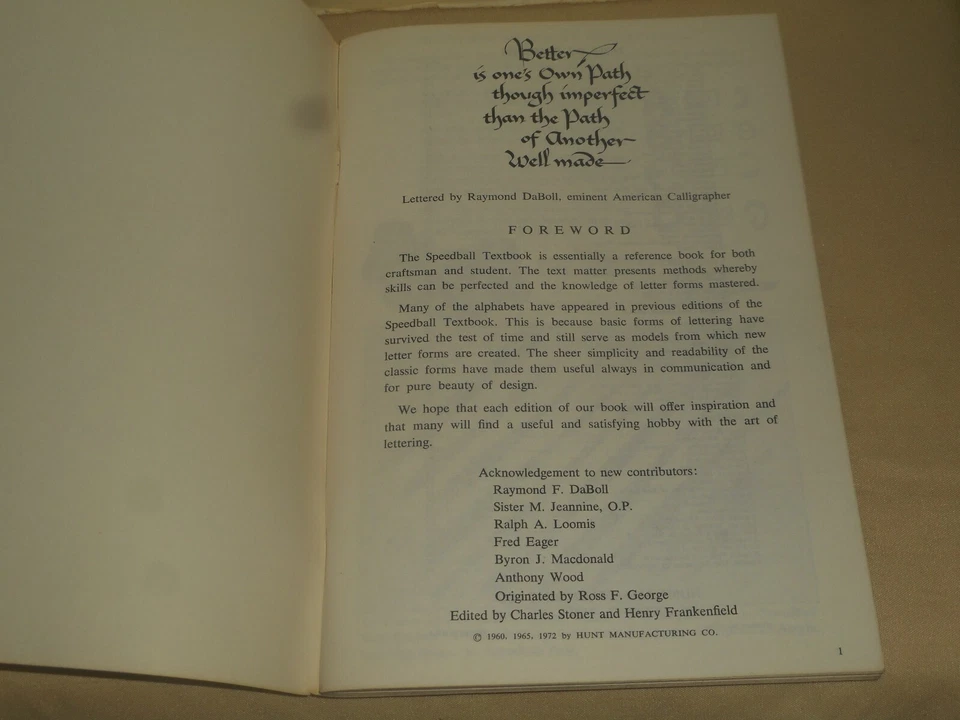 Better
is one's Own Path
though imperfect
than the Path
of Another
Well made
Lettered by Raymond DaBoll, eminent American Calligrapher
FOREWORD
The Speedball Textbook is essentially a reference book for both
craftsman and student. The text matter presents methods whereby
skills can be perfected and the knowledge of letter forms mastered.
Many of the alphabets have appeared in previous editions of the
Speedball Textbook. This is because basic forms of lettering have
survived the test of time and still serve as models from which new
letter forms are created. The sheer simplicity and readability of the
classic forms have made them useful always in communication and
for pure beauty of design.
We hope that each edition of our book will offer inspiration and
that many will find a useful and satisfying hobby with the art of
lettering.
Acknowledgement to new contributors:
Raymond F. DaBoll
Sister M. Jeannine, O.P.
Ralph A. Loomis
Fred Eager
Byron J. Macdonald
Anthony Wood
Originated by Ross F. George
Edited by Charles Stoner and Henry Frankenfield
© 1960, 1965, 1972 by HUNT MANUFACTURING CO.
1